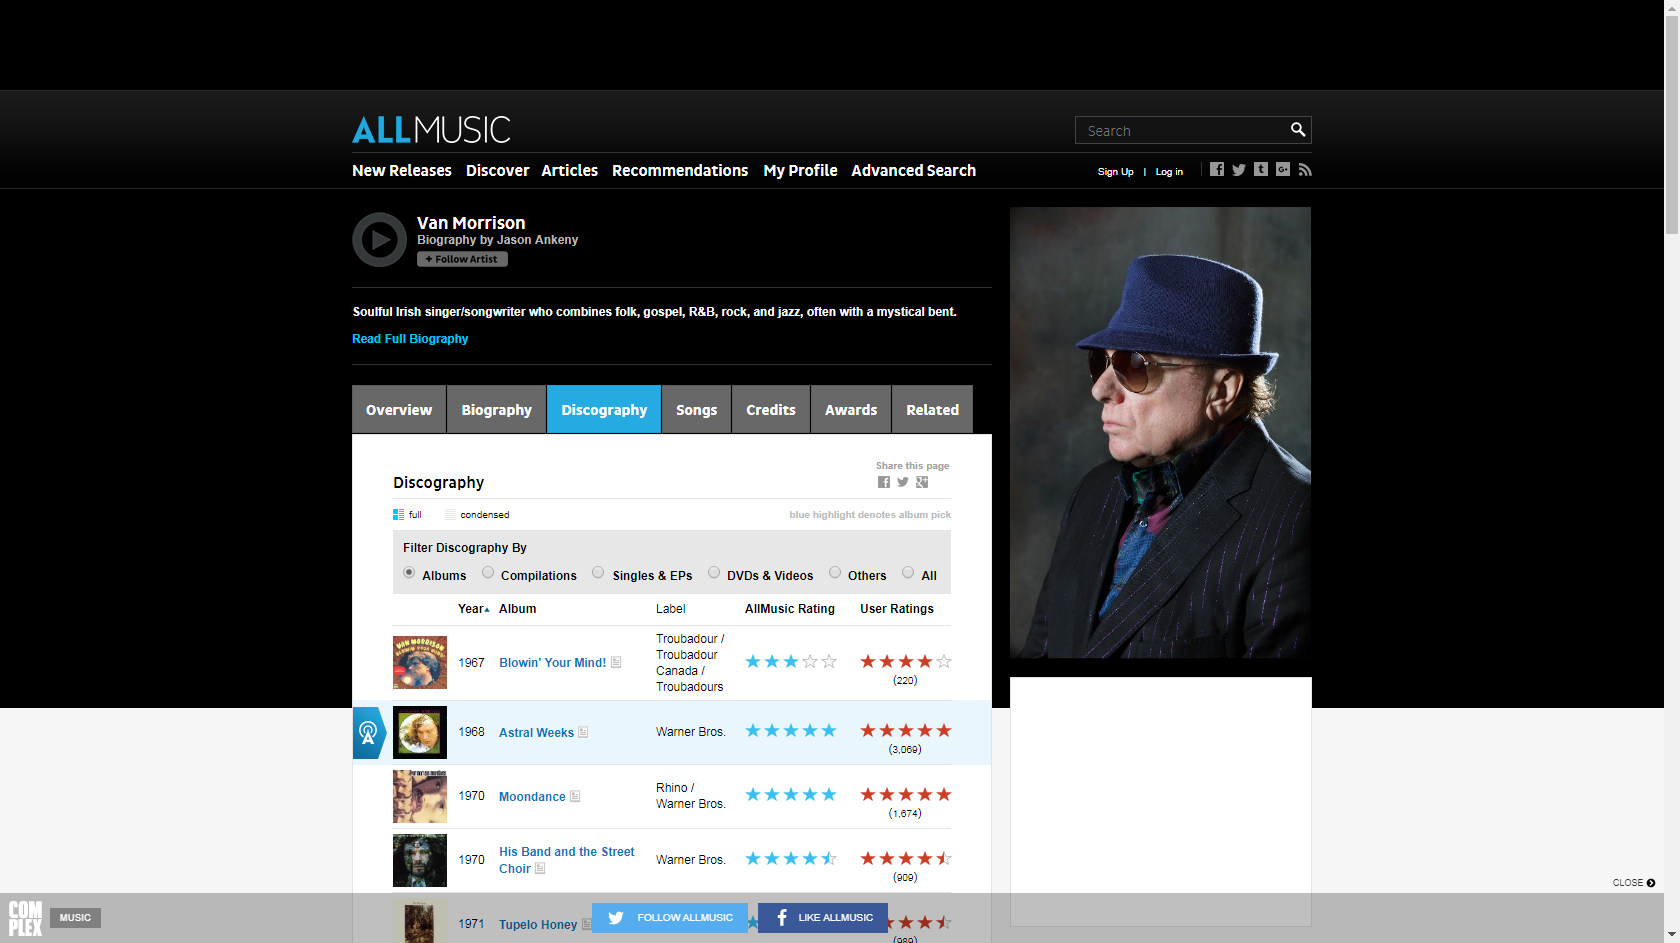 ALLMUSIC
Search
New Releases Discover Articles Recommendations My Profile Advanced Search
Sign Up | Log in
Van Morrison
Biography by Jason Ankeny
+ Follow Artist
Soulful Irish singer/songwriter who combines folk, gospel, R&B, rock, and jazz, often with a mystical bent.
Read Full Biography
Overview Biography Discography Songs Credits Awards Related
Share this page
Discography
full condensed blue highlight denotes album pick
Filter Discography By
Albums Compilations Singles & EPs DVDs & Videos Others All
Year Album Label AllMusic Rating User Ratings
VAN MORRISON
1967 Blowin' Your Mind! Troubadour /
Troubadour
Canada /
Troubadours
(220)
1968 Astral Weeks Warner Bros.
(3,069)
1970 Moondance Rhino /
Warner Bros.
(1,674)
1970 His Band and the Street
Choir Warner Bros.
(909)
CLOSE
COMPLEX MUSIC
1971 Tupelo Honey
FOLLOW ALLMUSIC LIKE ALLMUSIC
(989)